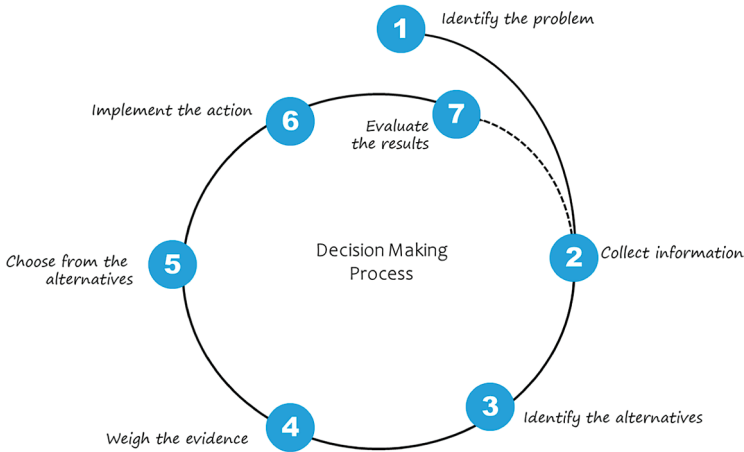 1
Identify the problem
2
Collect information
3
Identify the alternatives
4
Weigh the evidence
5
Choose from the
alternatives
6
Implement the action
7
Evaluate
the results
Decision Making
Process